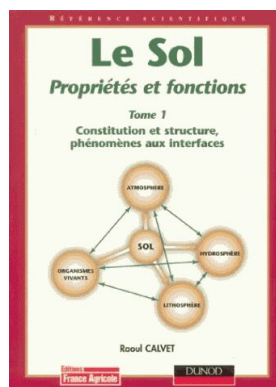 RÉFÉRENCE SCIENTIFIQUE
Le Sol
Propriétés et fonctions
Tome 1
Constitution et structure,
phénomènes aux interfaces
ATMOSPHÈRE
SOL
HYDROSPHÈRE
ORGANISMES
VIVANTS
LITHOSPHÈRE
Raoul CALVET
Editions
France Agricole
DUNOD